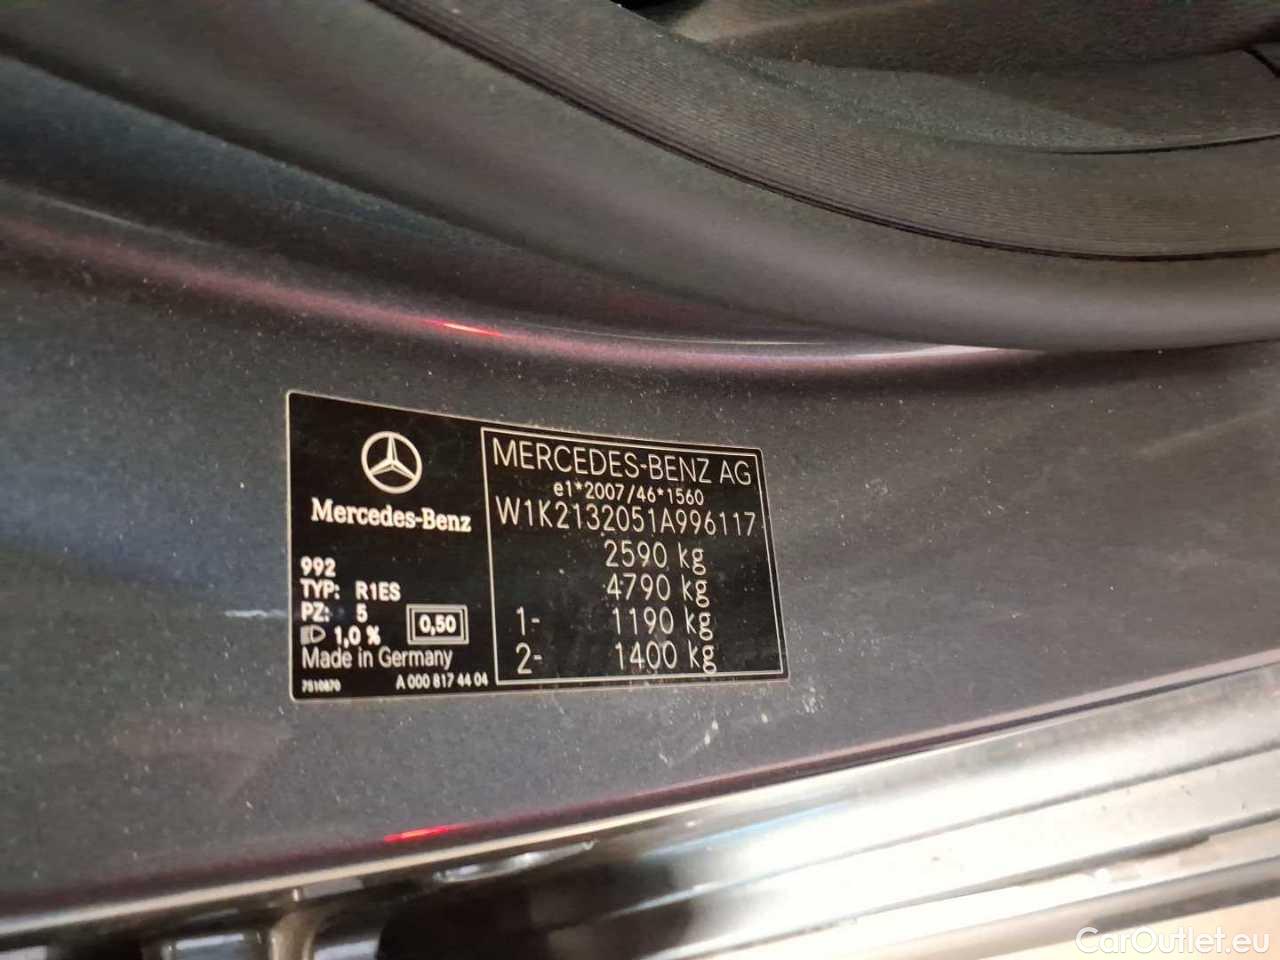 Mercedes-Benz
992
TYP: R1ES
PZ: 5
1,0 %
0,50
Made in Germany
7510870
A 000 817 44 04
MERCEDES-BENZ AG
e1*2007/46*1560
W1K2132051A996117
2590 kg
4790 kg
1- 1190 kg
2- 1400 kg
CarOutlet.eu